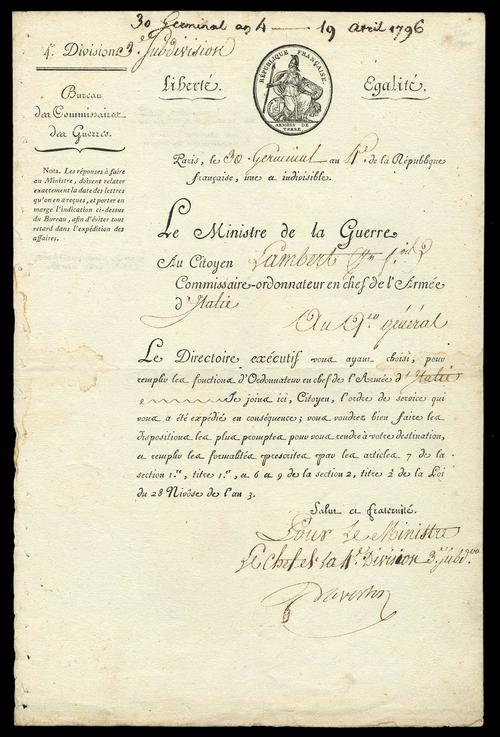 30 Germinal an 4 — 19 avril 1796
4e. Division 3e Subdivision
RÉPUBLIQUE FRANÇAISE.
ARMÉES DE
TERRE
Liberté. Egalité.
Bureau
des Commissaires
des Guerres.
Nota. Les réponses à faire
au Ministre, doivent relater
exactement la date des lettres
qu'on en a reçues, et porter en
marge l'indication ci-dessus
du Bureau, afin d'éviter tout
retard dans l'expédition des
affaires.
Paris, le 30 Germinal an 4e. de la République
française, une et indivisible.
Le Ministre de la Guerre
Au Citoyen Lambert
Commissaire-ordonnateur en chef de l'Armée
d'Italie
Au général
Le Directoire exécutif vous ayant choisi, pour
remplir les fonctions d'Ordonnateur en chef de l'Armée d'Italie
Je joins ici, Citoyen, l'ordre de service qui
vous a été expédié en conséquence; vous voudrez bien faire les
dispositions les plus promptes pour vous rendre à votre destination,
et remplir les formalités prescrites par les articles 7 de la
section 1.re, titre 1.er, et 6 et 9 de la section 2, titre 2 de la Loi
du 28 Nivôse de l'an 3.
Salut et fraternité.
Pour Le Ministre
Le Chef de la 4e. Division 3e. Subd.on